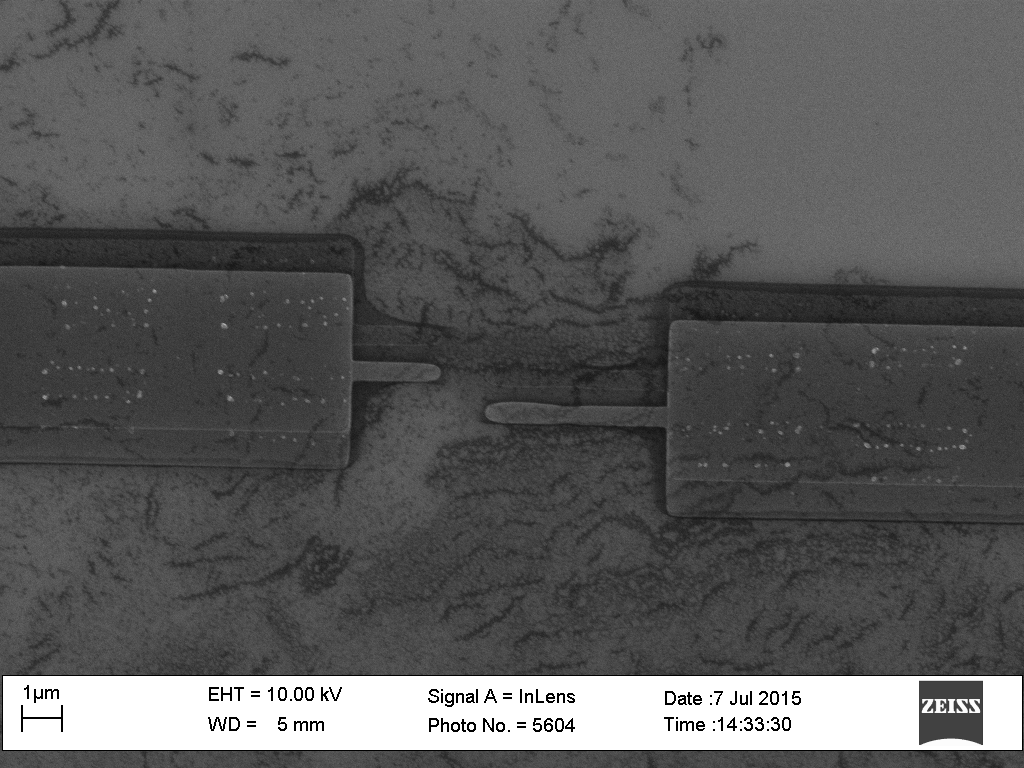 1µm
EHT = 10.00 kV
WD = 5 mm
Signal A = InLens
Photo No. = 5604
Date :7 Jul 2015
Time :14:33:30
ZEISS